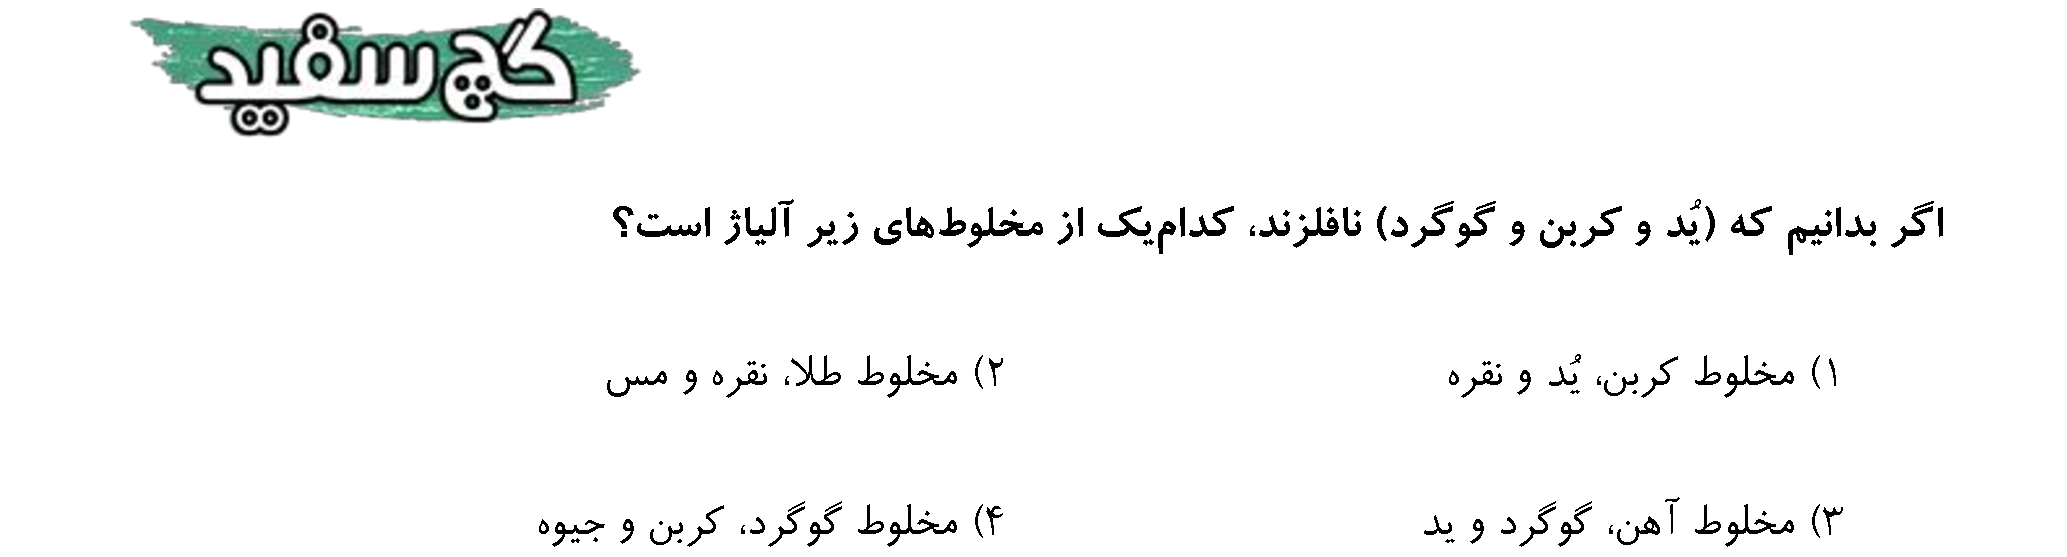 گچ سفید
اگر بدانیم که (یُد و کربن و گوگرد) نافلزند، کدام‌یک از مخلوط‌های زیر آلیاژ است؟
۱) مخلوط کربن، یُد و نقره
۲) مخلوط طلا، نقره و مس
۳) مخلوط آهن، گوگرد و ید
۴) مخلوط گوگرد، کربن و جیوه